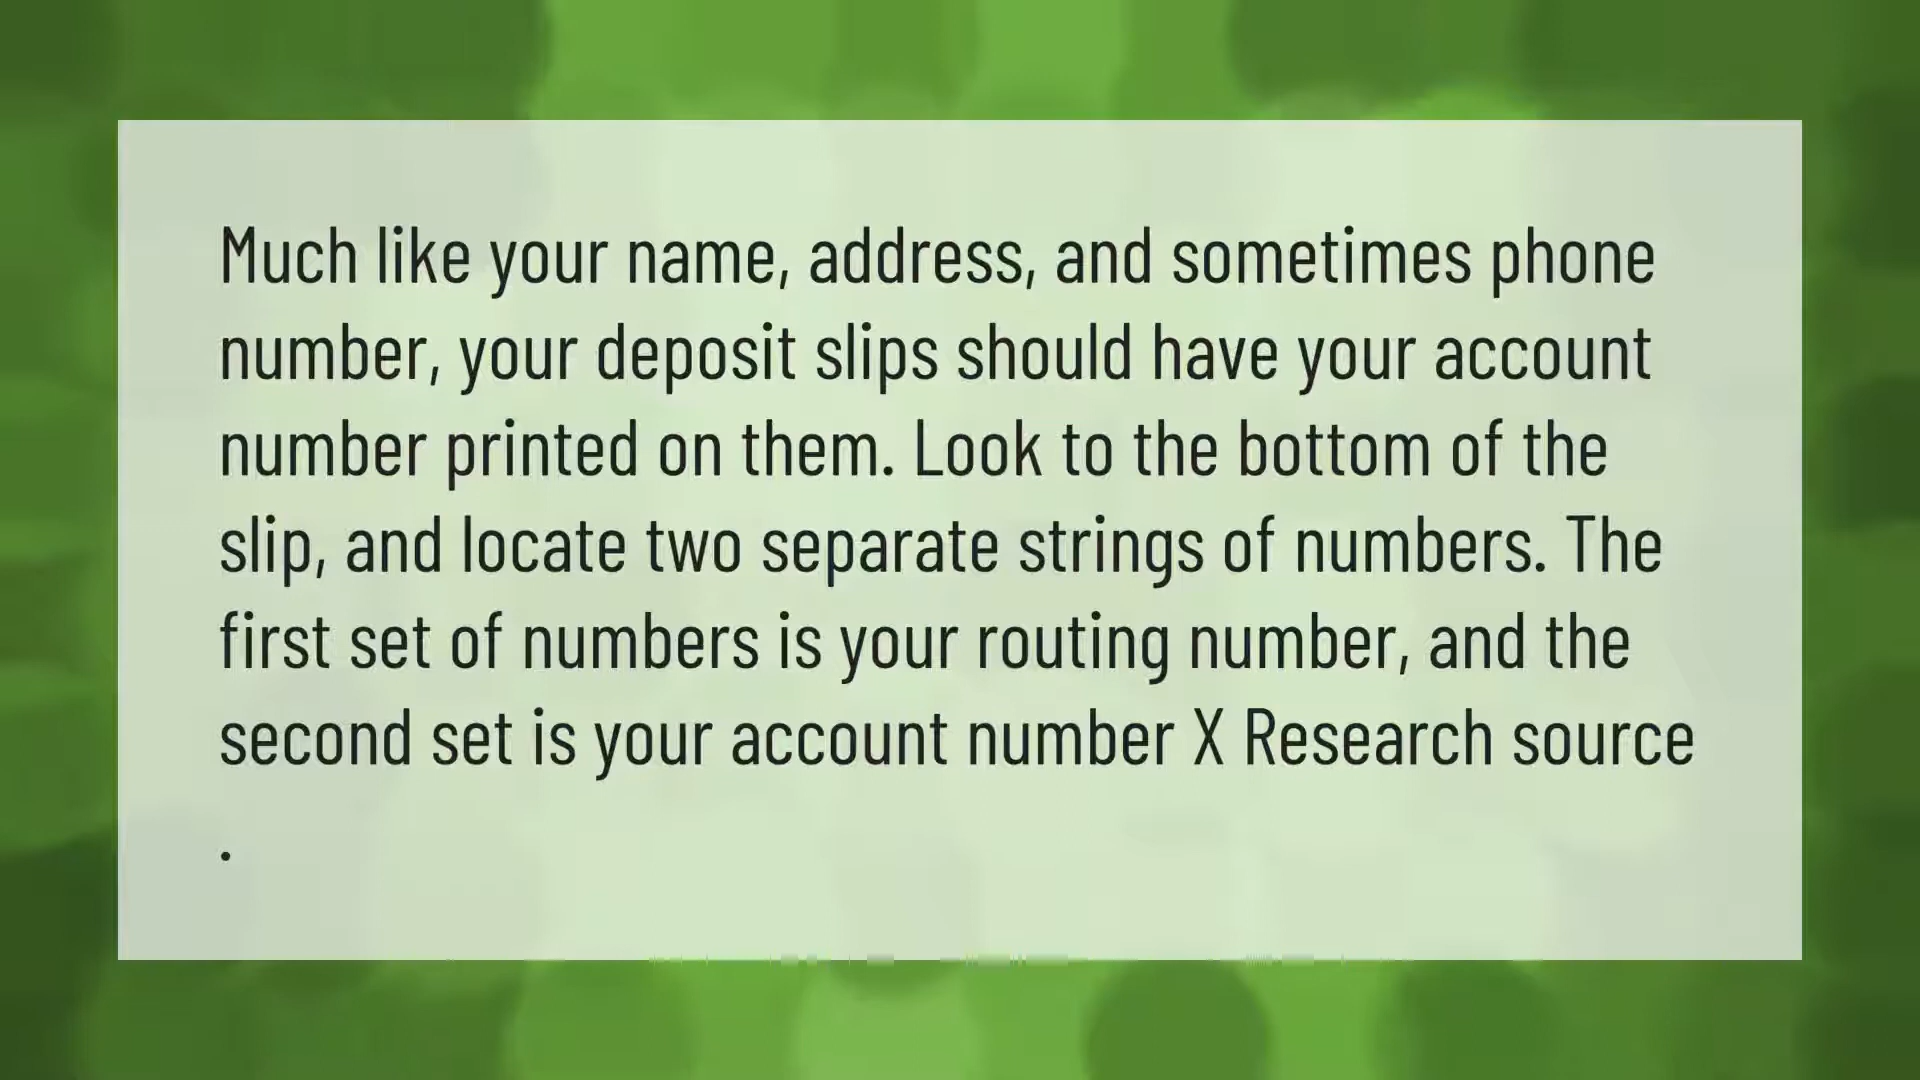 Much like your name, address, and sometimes phone
number, your deposit slips should have your account
number printed on them. Look to the bottom of the
slip, and locate two separate strings of numbers. The
first set of numbers is your routing number, and the
second set is your account number X Research source
.